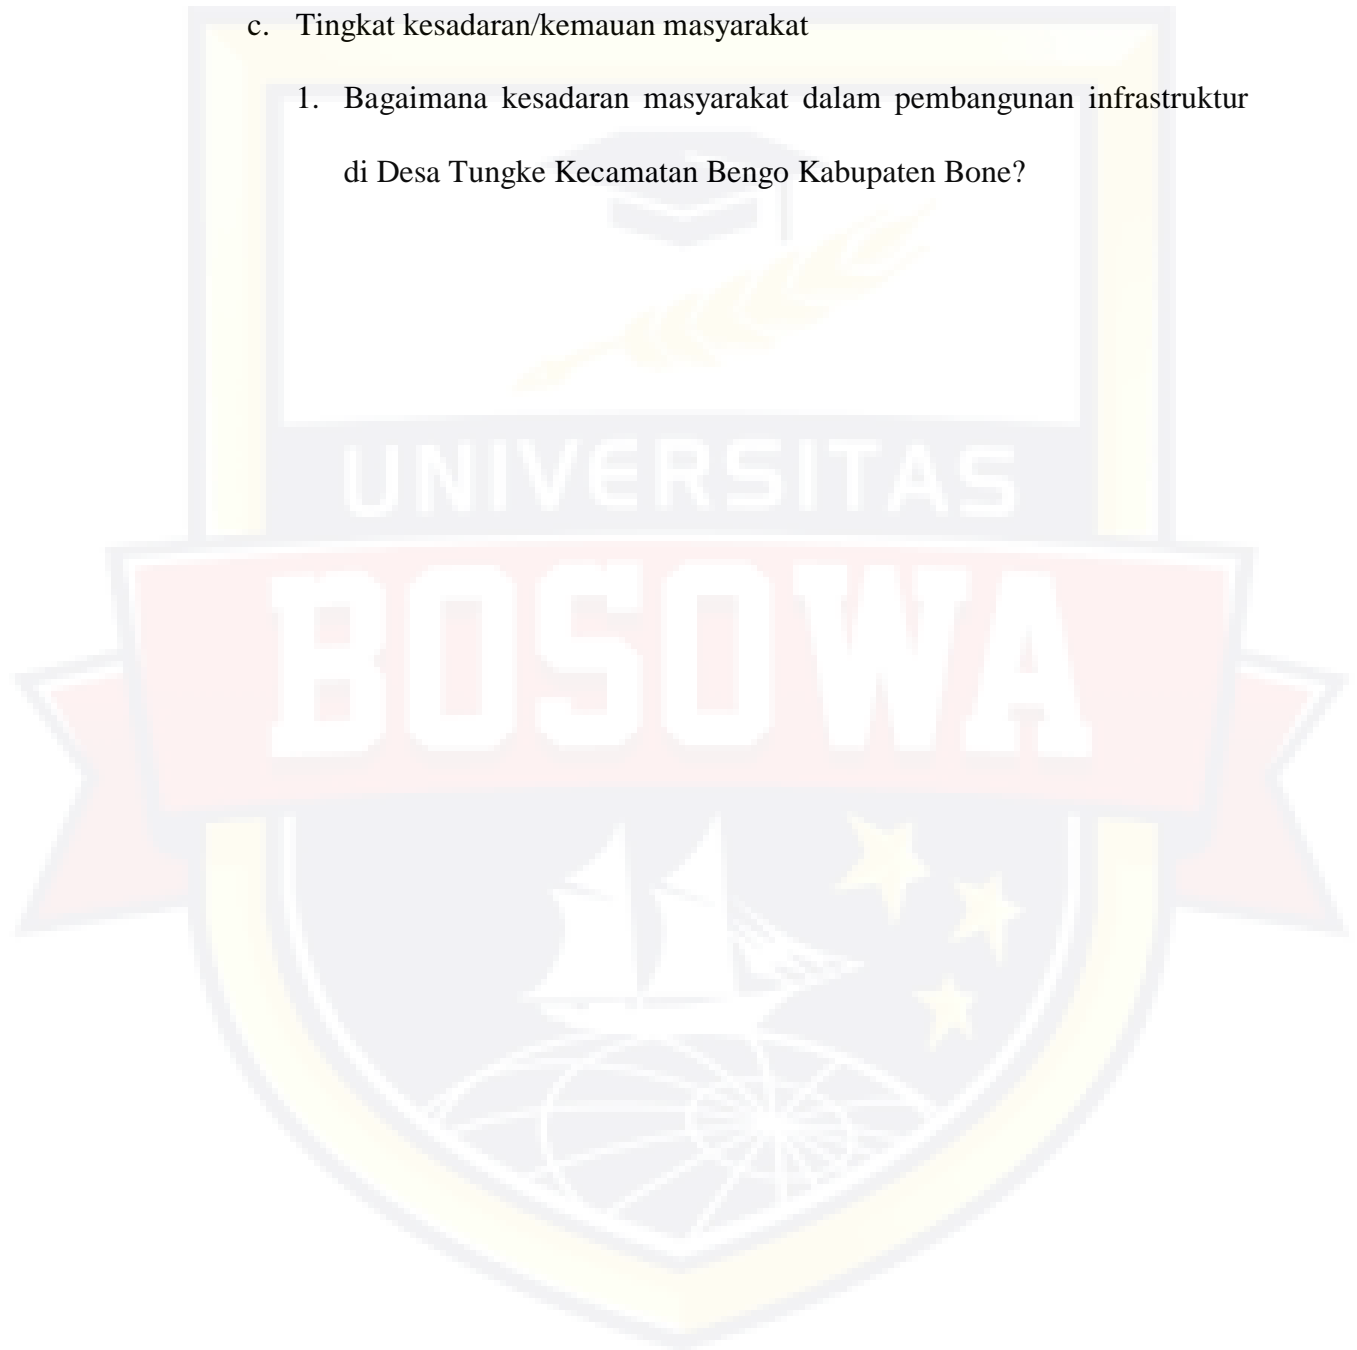 c. Tingkat kesadaran/kemauan masyarakat
1. Bagaimana kesadaran masyarakat dalam pembangunan infrastruktur
di Desa Tungke Kecamatan Bengo Kabupaten Bone?
UNIVERSITAS
BOSOWA